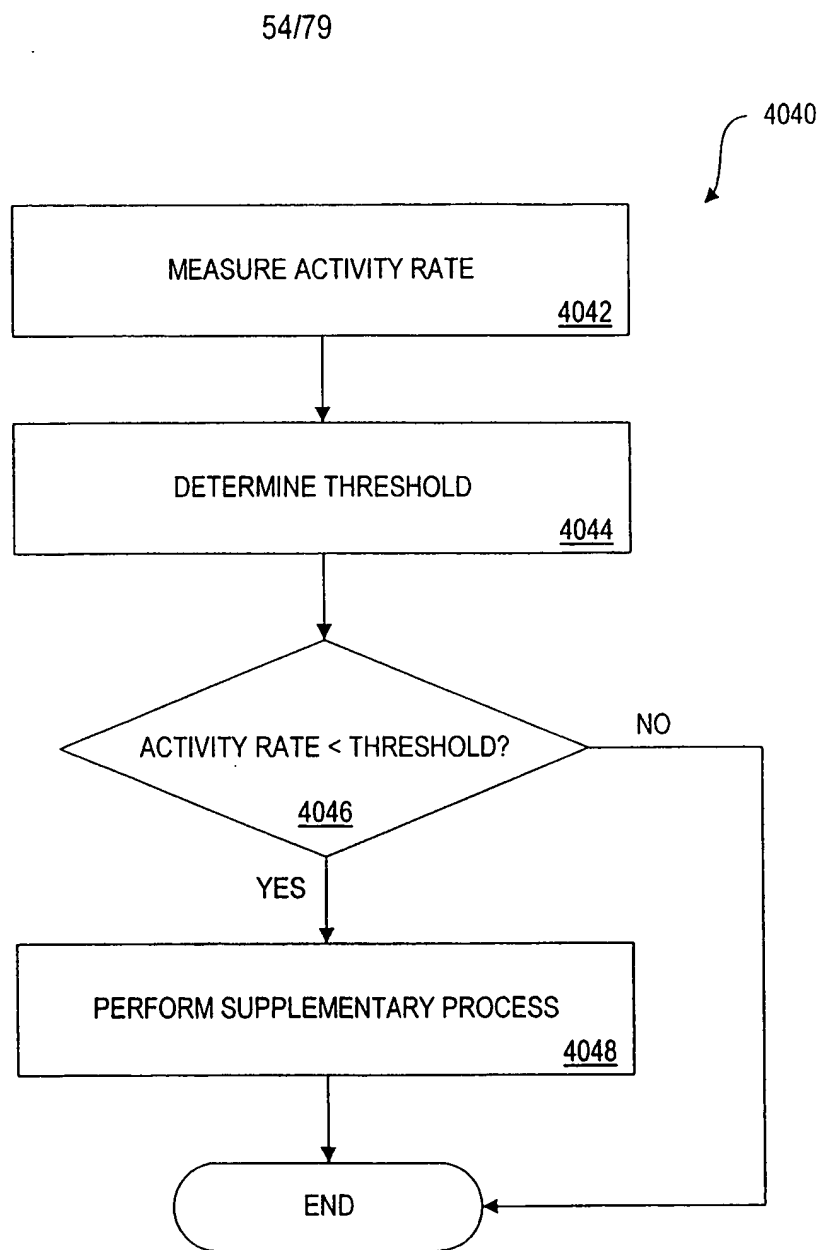 54/79
4040
MEASURE ACTIVITY RATE
4042
DETERMINE THRESHOLD
4044
ACTIVITY RATE < THRESHOLD?
NO
4046
YES
PERFORM SUPPLEMENTARY PROCESS
4048
END